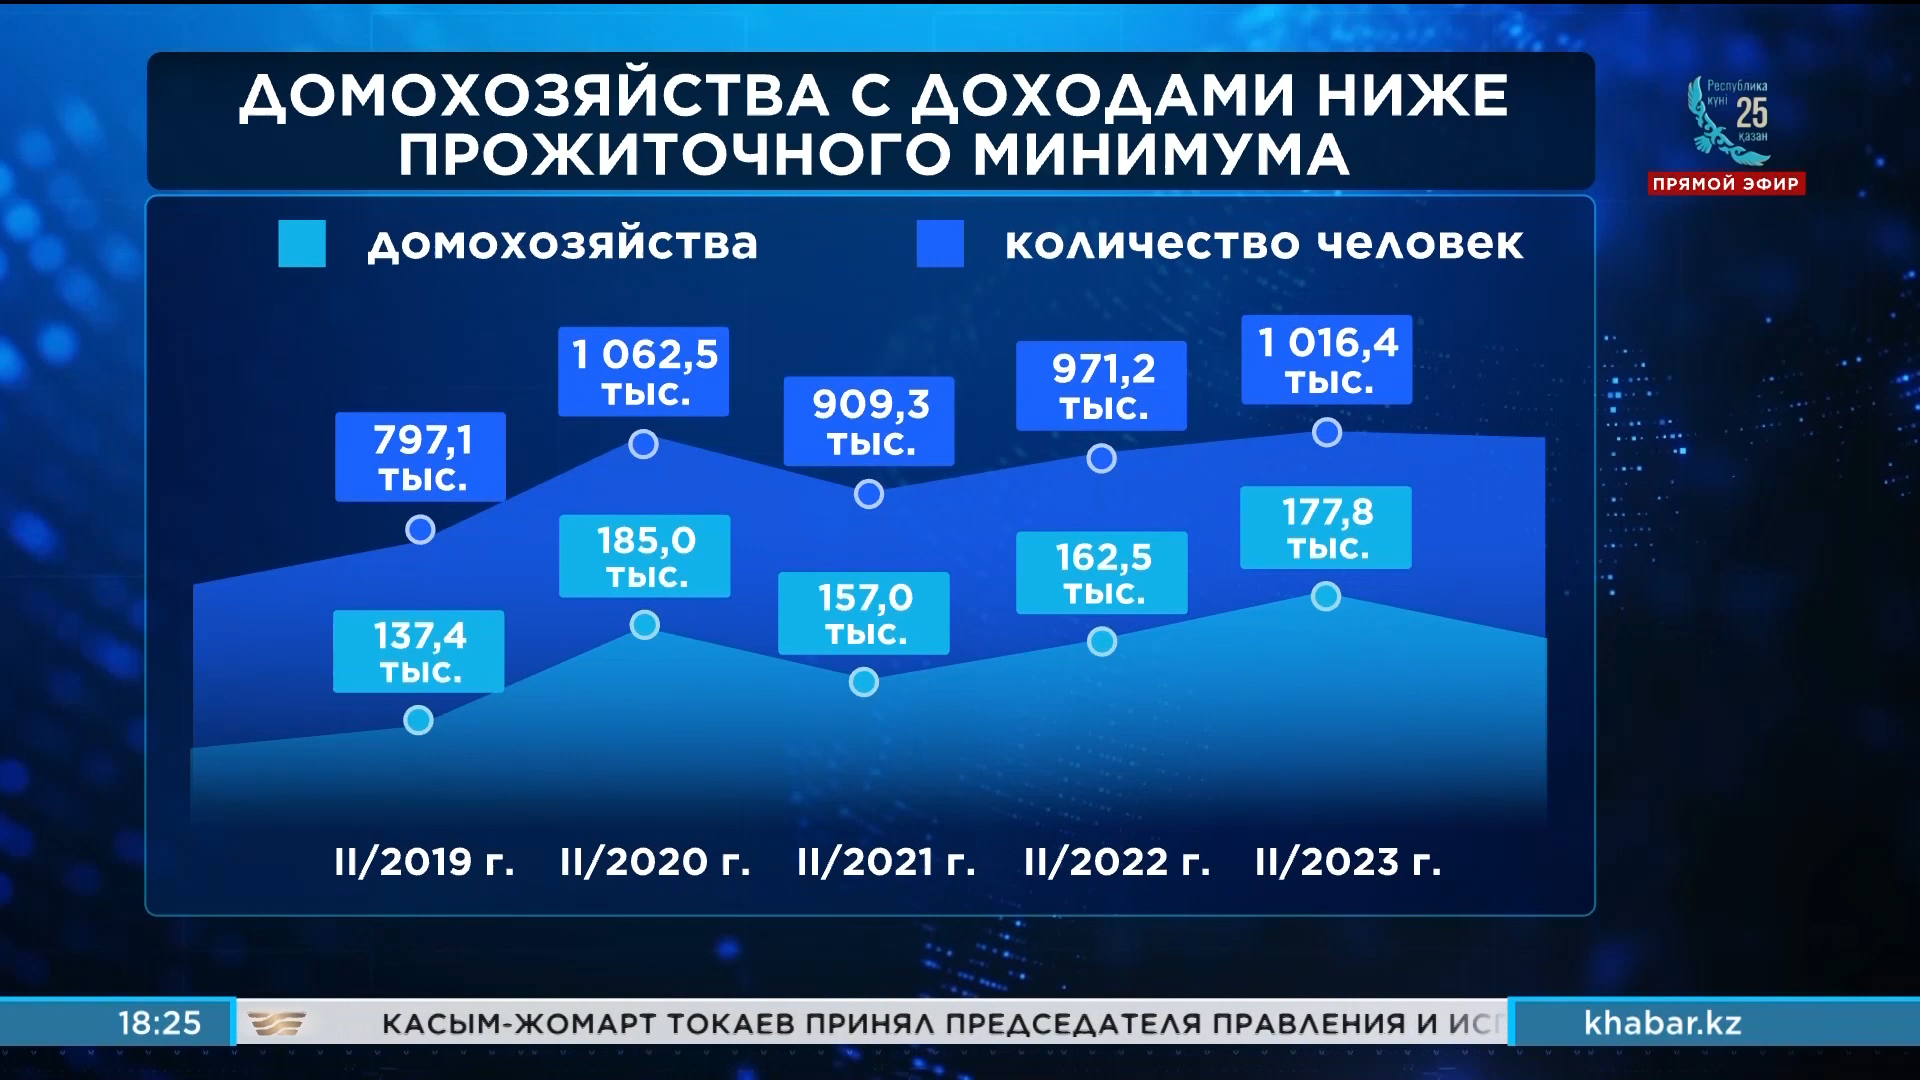 ДОМОХОЗЯЙСТВА С ДОХОДАМИ НИЖЕ
ПРОЖИТОЧНОГО МИНИМУМА
Республика
күні
25
қазан
ПРЯМОЙ ЭФИР
домохозяйства
количество человек
797,1
тыс.
1 062,5
тыс.
909,3
тыс.
971,2
тыс.
1 016,4
тыс.
137,4
тыс.
185,0
тыс.
157,0
тыс.
162,5
тыс.
177,8
тыс.
II/2019 г.
II/2020 г.
II/2021 г.
II/2022 г.
II/2023 г.
18:25
КАСЫМ-ЖОМАРТ ТОКАЕВ ПРИНЯЛ ПРЕДСЕДАТЕЛЯ ПРАВЛЕНИЯ И
khabar.kz